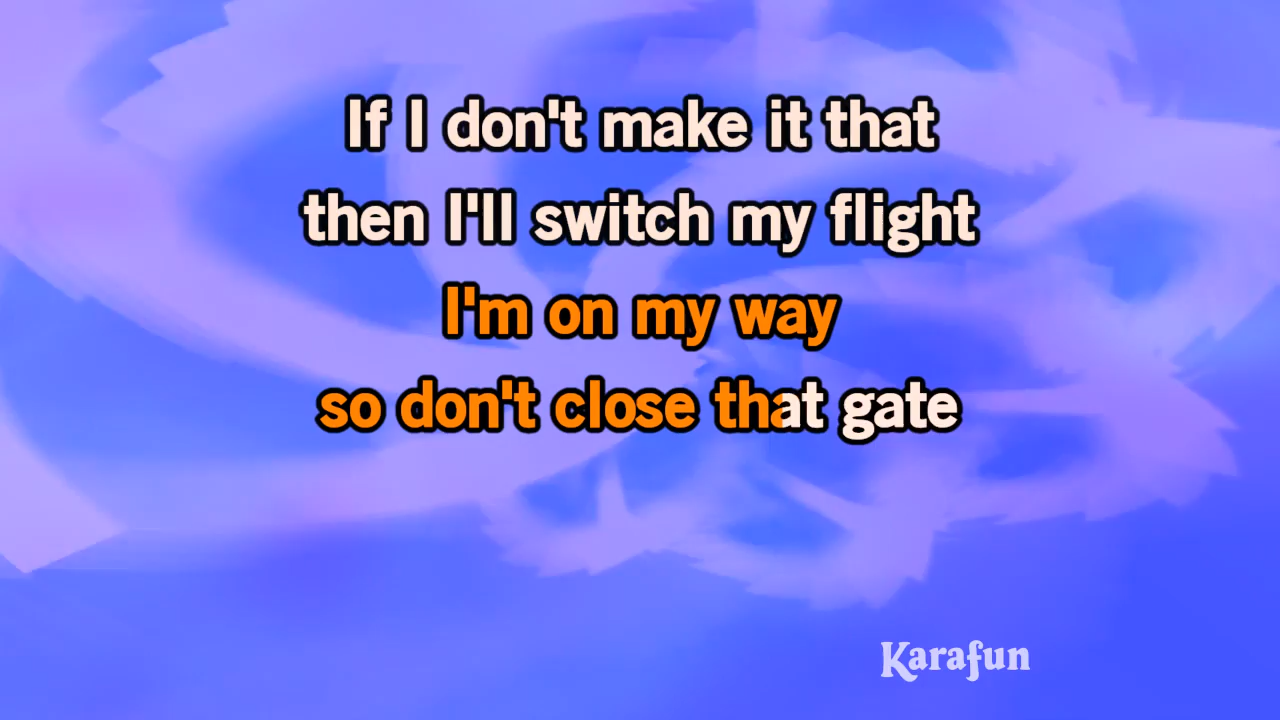 If I don't make it that
then I'll switch my flight
I'm on my way
so don't close that gate
Karafun